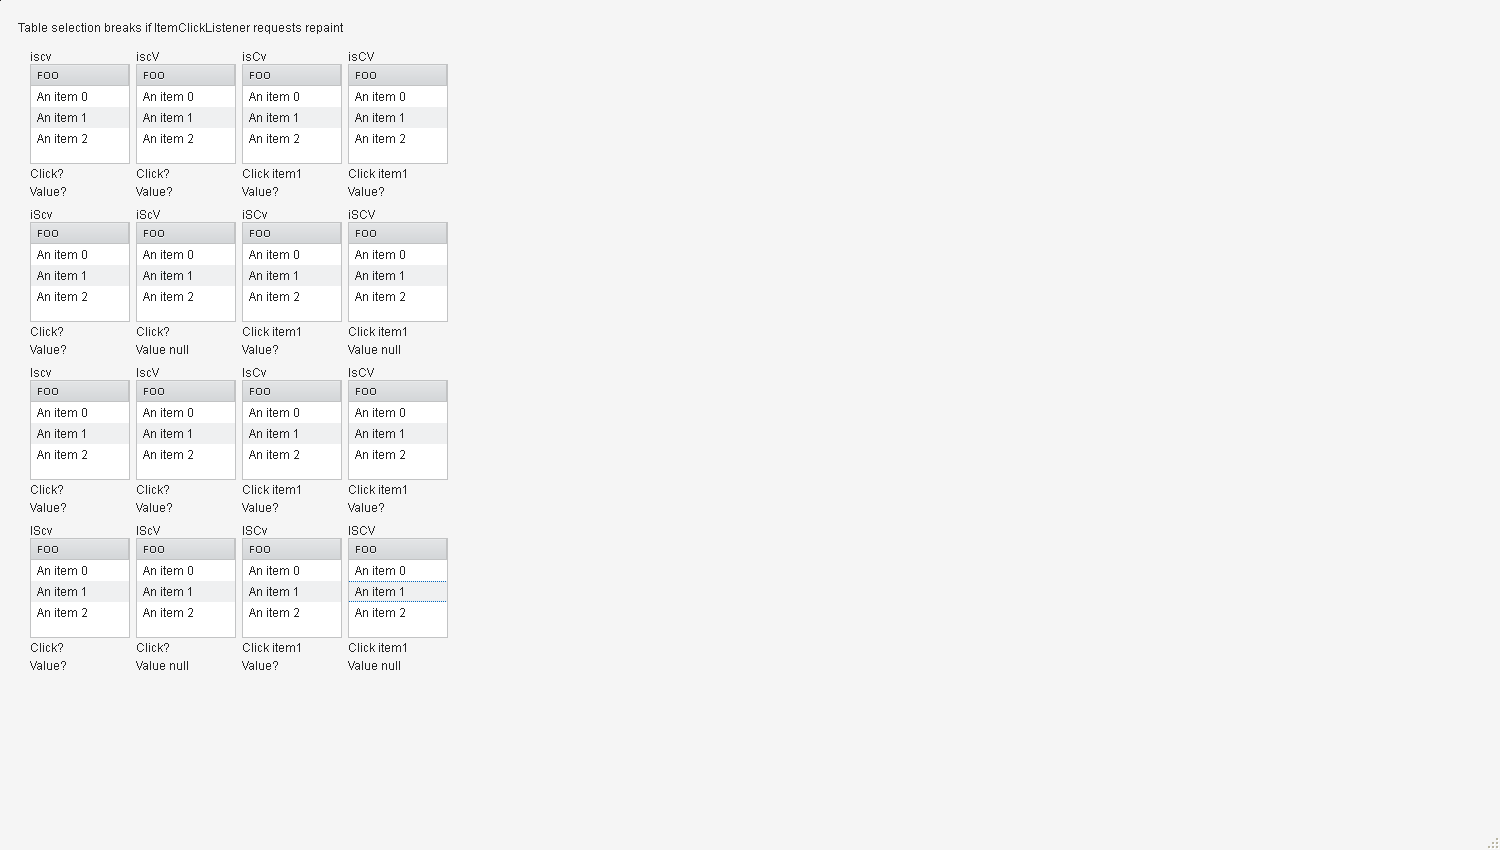 Table selection breaks if ItemClickListener requests repaint
iscv iscV isCv isCV
FOO FOO FOO FOO
An item 0 An item 0 An item 0 An item 0
An item 1 An item 1 An item 1 An item 1
An item 2 An item 2 An item 2 An item 2
Click? Click? Click item1 Click item1
Value? Value? Value? Value?
iScv iScV iSCv iSCV
FOO FOO FOO FOO
An item 0 An item 0 An item 0 An item 0
An item 1 An item 1 An item 1 An item 1
An item 2 An item 2 An item 2 An item 2
Click? Click? Click item1 Click item1
Value? Value null Value? Value null
Iscv IscV IsCv IsCV
FOO FOO FOO FOO
An item 0 An item 0 An item 0 An item 0
An item 1 An item 1 An item 1 An item 1
An item 2 An item 2 An item 2 An item 2
Click? Click? Click item1 Click item1
Value? Value? Value? Value?
IScv IScV ISCv ISCV
FOO FOO FOO FOO
An item 0 An item 0 An item 0 An item 0
An item 1 An item 1 An item 1 An item 1
An item 2 An item 2 An item 2 An item 2
Click? Click? Click item1 Click item1
Value? Value null Value? Value null